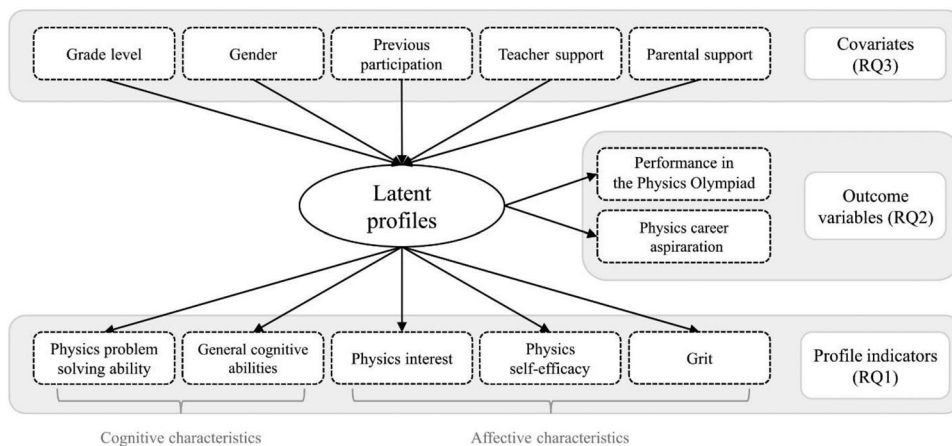 Grade level
Gender
Previous
participation
Teacher support
Parental support
Covariates
(RQ3)
Latent
profiles
Performance in
the Physics Olympiad
Physics career
aspiraration
Outcome
variables (RQ2)
Physics problem
solving ability
General cognitive
abilities
Physics interest
Physics
self-efficacy
Grit
Profile indicators
(RQ1)
Cognitive characteristics
Affective characteristics